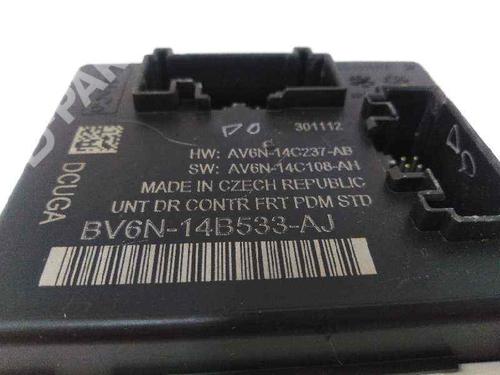 301112
HW: AV6N-14C237-AB
SW: AV6N-14C108-AH
MADE IN CZECH REPUBLIC
UNT DR CONTR FRT PDM STD
BV6N-14B533-AJ
DCUGA